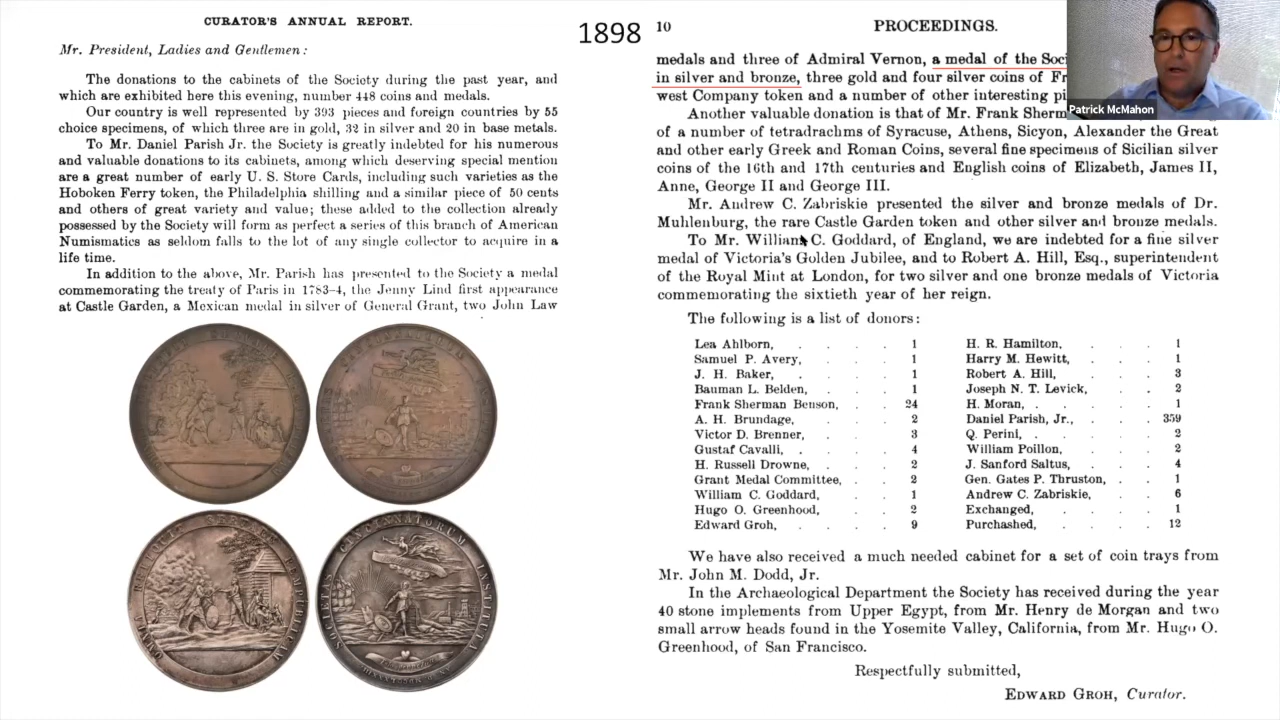 CURATOR'S ANNUAL REPORT.
Mr. President, Ladies and Gentlemen:
The donations to the cabinets of the Society during the past year, and
which are exhibited here this evening, number 448 coins and medals.
Our country is well represented by 393 pieces and foreign countries by 55
choice specimens, of which three are in gold, 32 in silver and 20 in base metals.
To Mr. Daniel Parish Jr. the Society is greatly indebted for his numerous
and valuable donations to its cabinets, among which deserving special mention
are a great number of early U. S. Store Cards, including such varieties as the
Hoboken Ferry token, the Philadelphia shilling and a similar piece of 50 cents
and others of great variety and value; these added to the collection already
possessed by the Society will form as perfect a series of this branch of American
Numismatics as seldom falls to the lot of any single collector to acquire in a
life time.
In addition to the above, Mr. Parish has presented to the Society a medal
commemorating the treaty of Paris in 1783-4, the Jenny Lind first appearance
at Castle Garden, a Mexican medal in silver of General Grant, two John Law
1898
10 PROCEEDINGS.
medals and three of Admiral Vernon, a medal of the
in silver and bronze, three gold and four silver coins of
west Company token and a number of other interesting
Another valuable donation is that of Mr. Frank
of a number of tetradrachms of Syracuse, Athens, Sicyon, Alexander the Great
and other early Greek and Roman Coins, several fine specimens of Sicilian silver
coins of the 16th and 17th centuries and English coins of Elizabeth, James II,
Anne, George II and George III.
Mr. Andrew C. Zabriskie presented the silver and bronze medals of Dr.
Muhlenburg, the rare Castle Garden token and other silver and bronze medals.
To Mr. William C. Goddard, of England, we are indebted for a fine silver
medal of Victoria's Golden Jubilee, and to Robert A. Hill, Esq., superintendent
of the Royal Mint at London, for two silver and one bronze medals of Victoria
commemorating the sixtieth year of her reign.
The following is a list of donors:
Lea Ahlborn, . . . 1
Samuel P. Avery, . . . 1
J. H. Baker, . . . 1
Bauman L. Belden, . . 1
Frank Sherman Benson, . . 24
A. H. Brundage, . . . 2
Victor D. Brenner, . . . 3
Gustaf Cavalli, . . . 4
H. Russell Drowne, . . 2
Grant Medal Committee, . . 2
William C. Goddard, . . 1
Hugo O. Greenhood, . . 2
Edward Groh, . . . 9
H. R. Hamilton, . . . 1
Harry M. Hewitt, . . . 1
Robert A. Hill, . . . 3
Joseph N. T. Levick, . . 2
H. Moran, . . . . 1
Daniel Parish, Jr., . . . 359
Q. Perini, . . . . 2
William Poillon, . . . 2
J. Sanford Saltus, . . . 4
Gen. Gates P. Thruston, . . 1
Andrew C. Zabriskie, . . 6
Exchanged, . . . 1
Purchashed, . . . 12
We have also received a much needed cabinet for a set of coin trays from
Mr. John M. Dodd, Jr.
In the Archaeological Department the Society has received during the year
40 stone implements from Upper Egypt, from Mr. Henry de Morgan and two
small arrow heads found in the Yosemite Valley, California, from Mr. Hugo O.
Greenhood, of San Francisco.
Respectfully submitted,
EDWARD GROH, Curator.
Patrick McMahon
SOCIETAS CINCINNATORUM INSTITUTA